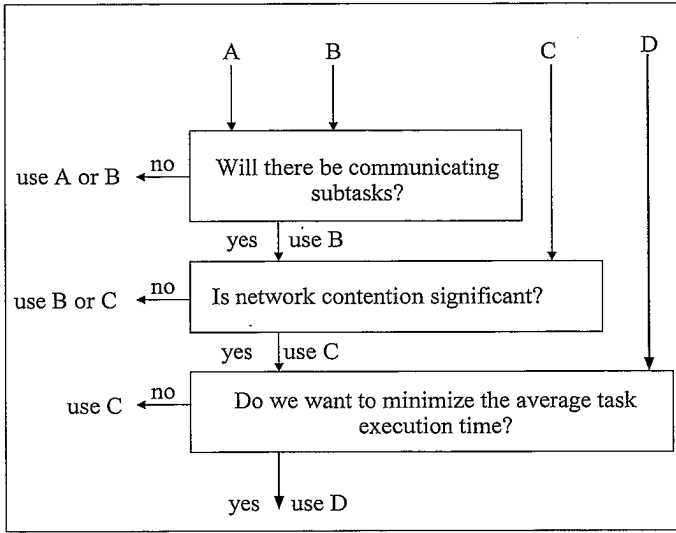 A
B
C
D
Will there be communicating
subtasks?
no
use A or B
yes use B
Is network contention significant?
no
use B or C
yes use C
Do we want to minimize the average task
execution time?
no
use C
yes use D